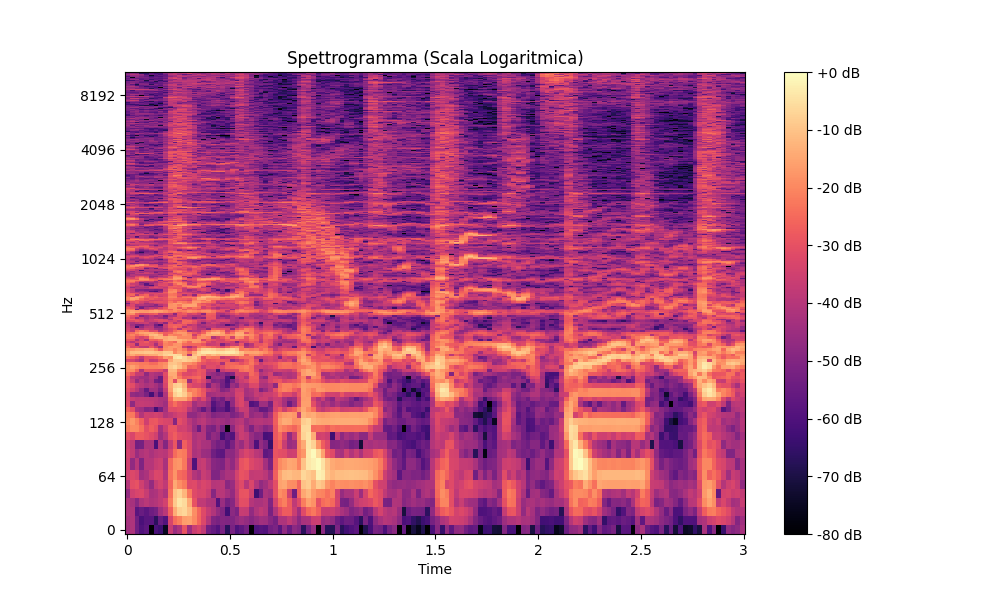 Spettrogramma (Scala Logaritmica)
8192
4096
2048
1024
512
256
128
64
0
Hz
0
0.5
1
1.5
2
2.5
3
Time
+0 dB
-10 dB
-20 dB
-30 dB
-40 dB
-50 dB
-60 dB
-70 dB
-80 dB